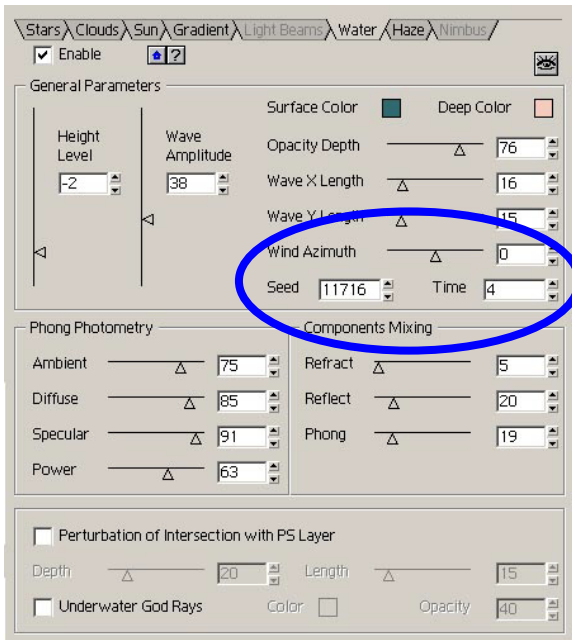 Stars Clouds Sun Gradient Light Beams Water Haze Nimbus
Enable ?
General Parameters
Surface Color Deep Color
Height Level -2
Wave Amplitude 38
Opacity Depth 76
Wave X Length 16
Wave Y Length 15
Wind Azimuth 0
Seed 11716 Time 4
Phong Photometry
Ambient 75
Diffuse 85
Specular 91
Power 63
Components Mixing
Refract 5
Reflect 20
Phong 19
Perturbation of Intersection with PS Layer
Depth 20 Length 15
Underwater God Rays Color Opacity 40